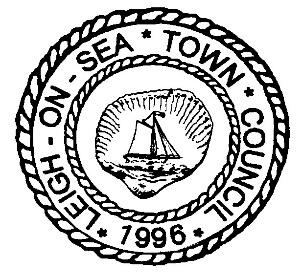 LEIGH-ON-SEA * TOWN * COUNCIL
* 1996 *